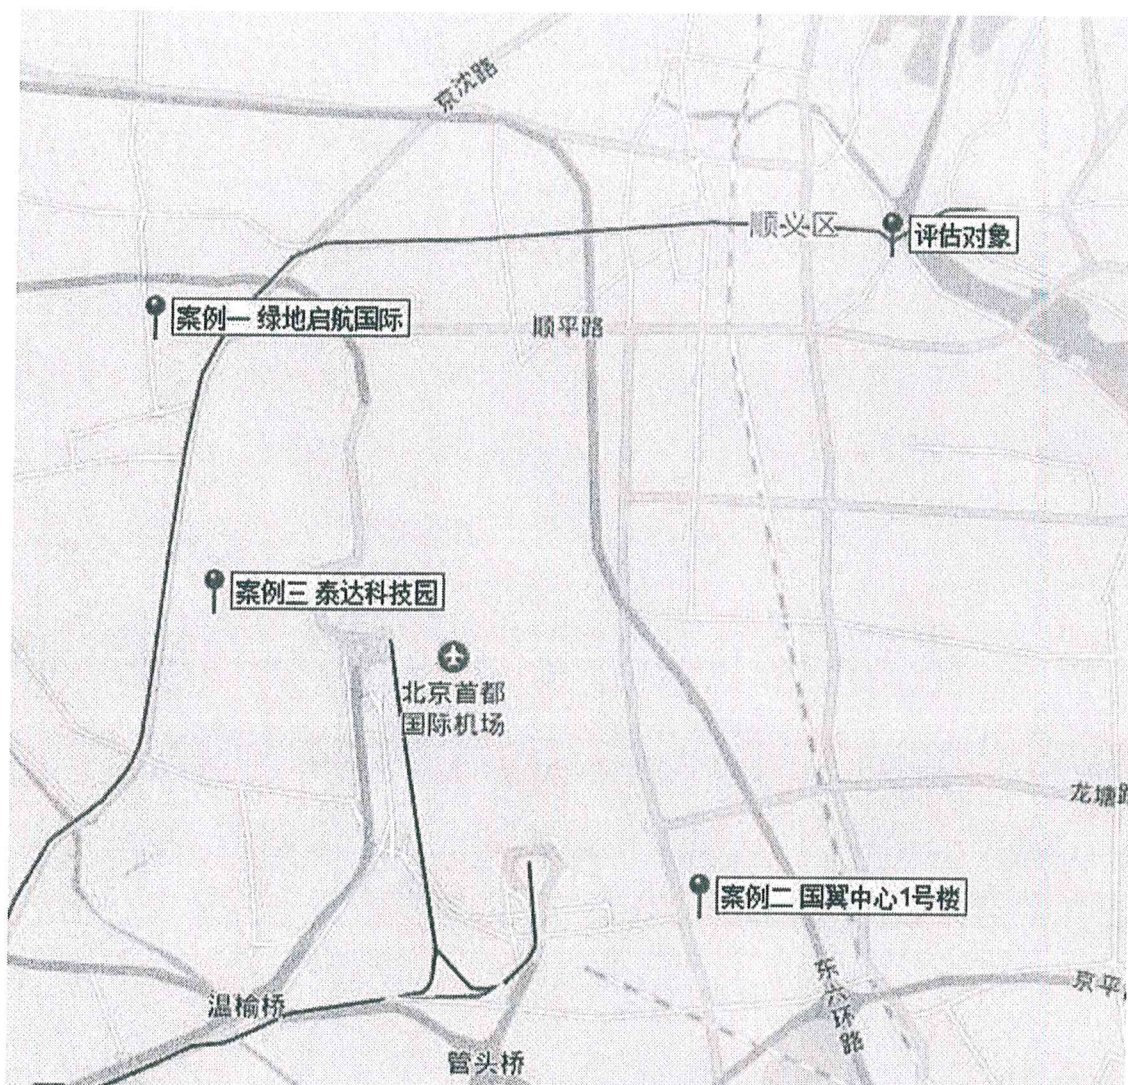 京沈路
顺义区
评估对象
案例一 绿地启航国际
顺平路
案例三 泰达科技园
北京首都
国际机场
龙塘路
案例二 国翼中心1号楼
东六环路
京平
温榆桥
管头桥